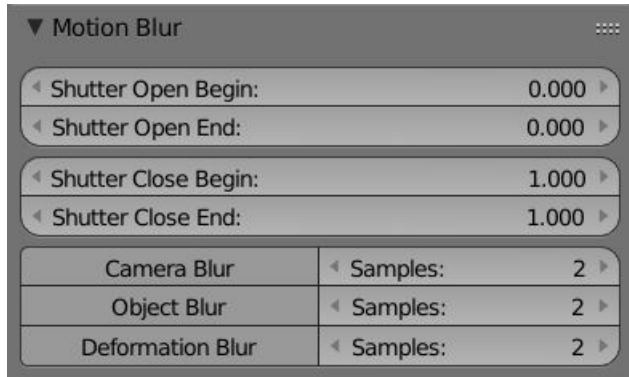 Motion Blur
Shutter Open Begin: 0.000
Shutter Open End: 0.000
Shutter Close Begin: 1.000
Shutter Close End: 1.000
Camera Blur Samples: 2
Object Blur Samples: 2
Deformation Blur Samples: 2